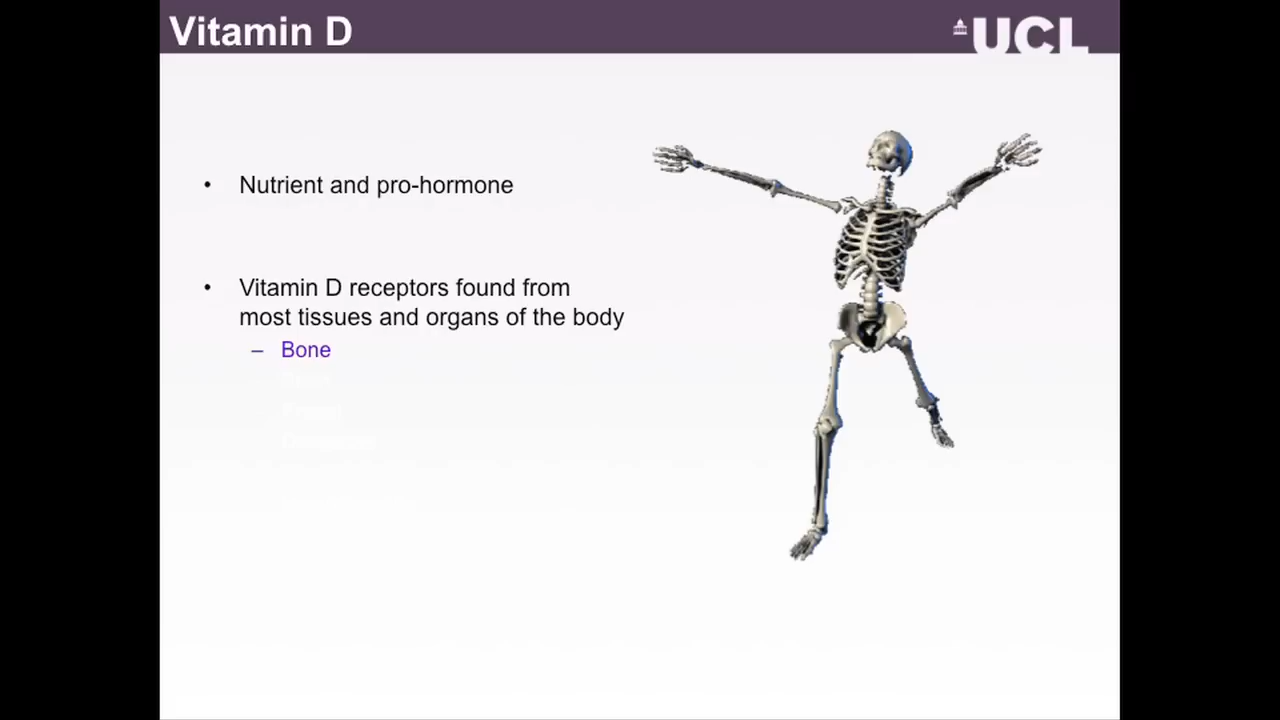 Vitamin D
UCL
• Nutrient and pro-hormone
• Vitamin D receptors found from
most tissues and organs of the body
– Bone